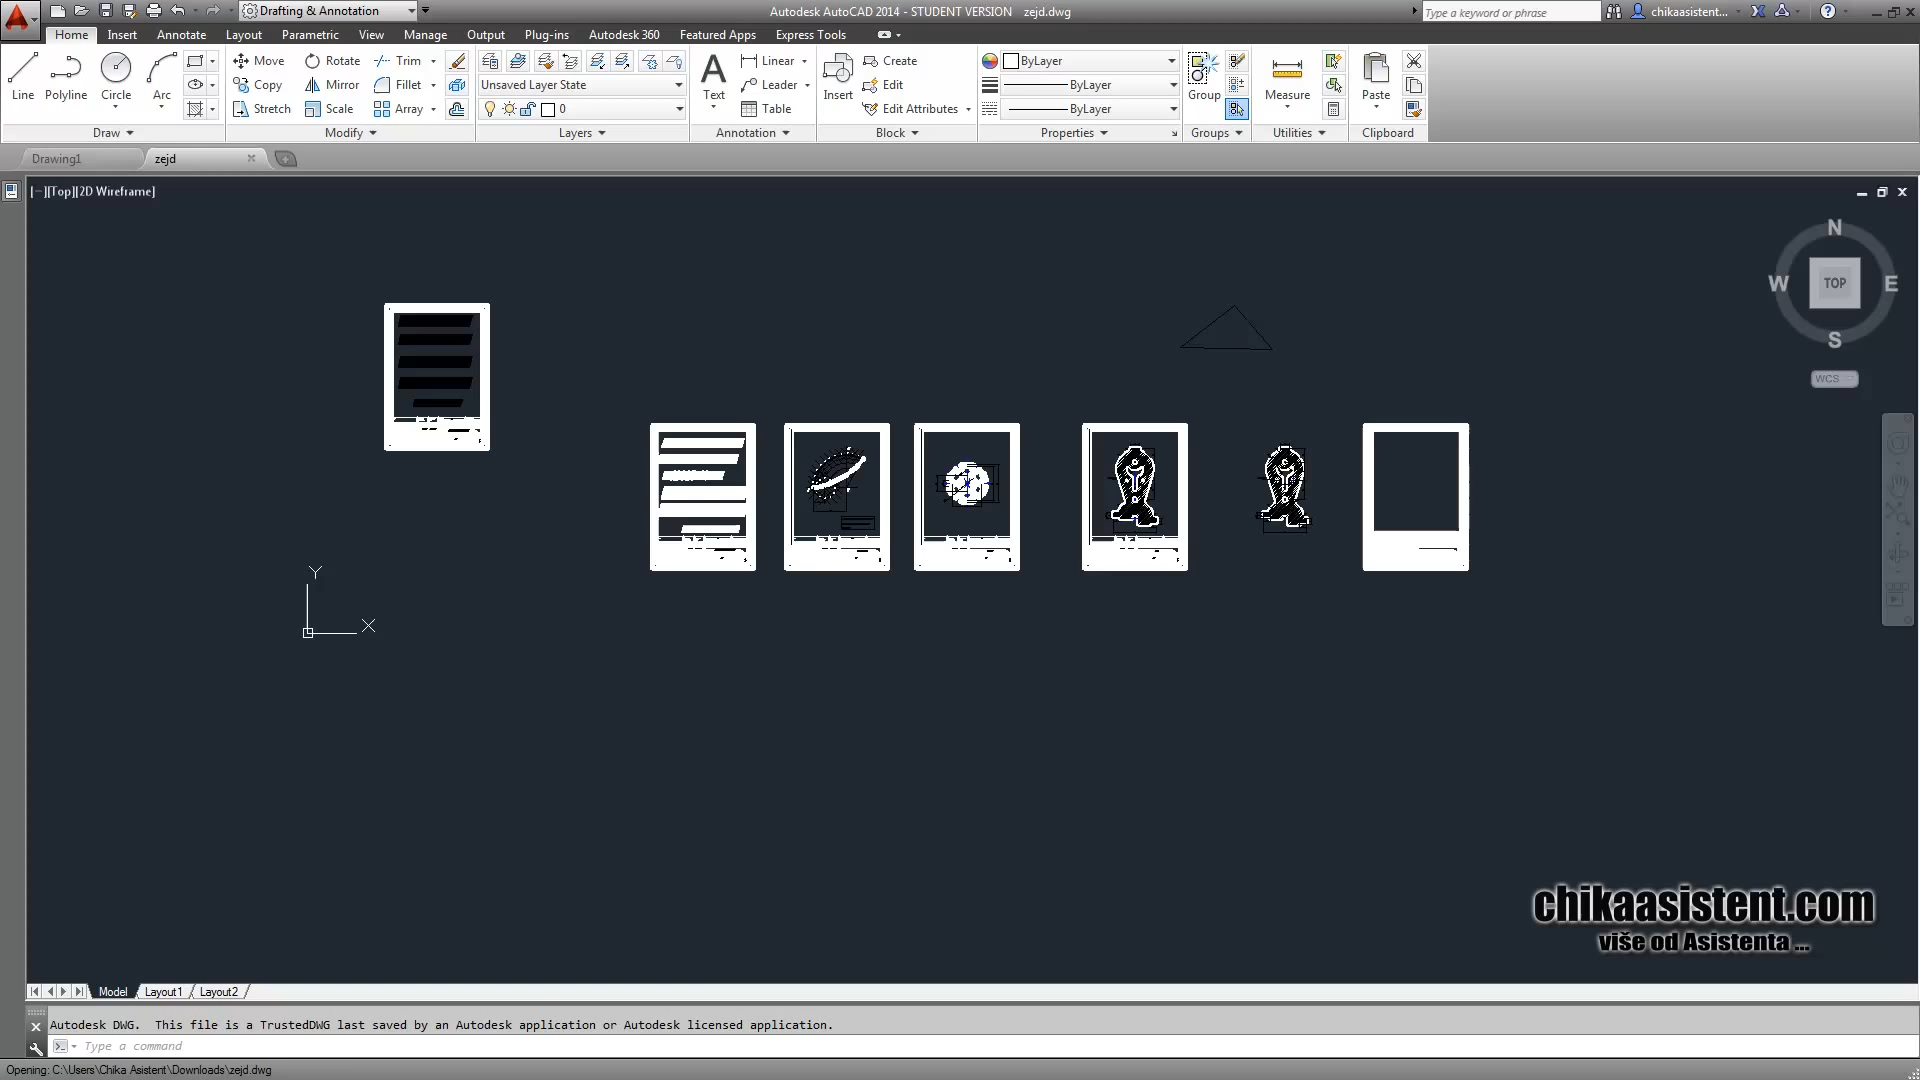 Drafting & Annotation
Autodesk AutoCAD 2014 - STUDENT VERSION zejd.dwg
Type a keyword or phrase
chikaasistent...
Home Insert Annotate Layout Parametric View Manage Output Plug-ins Autodesk 360 Featured Apps Express Tools
Line Polyline Circle Arc
Move Rotate Trim
Copy Mirror Fillet
Stretch Scale Array
Unsaved Layer State
0
Text
Linear
Leader
Table
Insert
Create
Edit
Edit Attributes
ByLayer
ByLayer
ByLayer
Group
Measure
Paste
Draw Modify Layers Annotation Block Properties Groups Utilities Clipboard
Drawing1 zejd
[−][Top][2D Wireframe]
N
W TOP E
S
WCS
Y
X
chikaasistent.com
više od Asistenta ...
Model Layout1 Layout2
Autodesk DWG. This file is a TrustedDWG last saved by an Autodesk application or Autodesk licensed application.
Type a command
Opening: C:\Users\Chika Asistent\Downloads\zejd.dwg